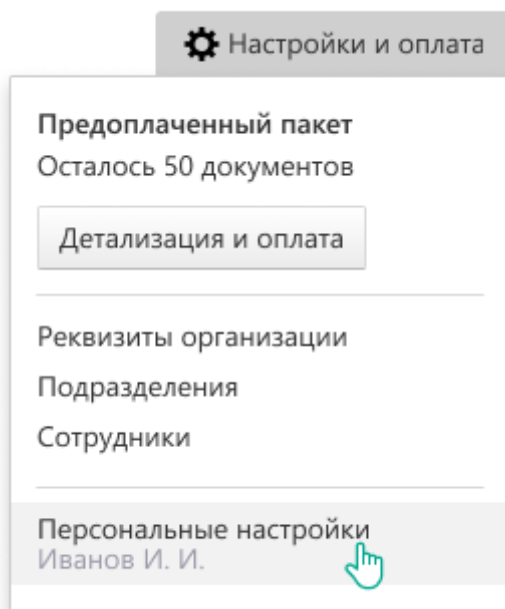 Настройки и оплата
Предоплаченный пакет
Осталось 50 документов
Детализация и оплата
Реквизиты организации
Подразделения
Сотрудники
Персональные настройки
Иванов И. И.